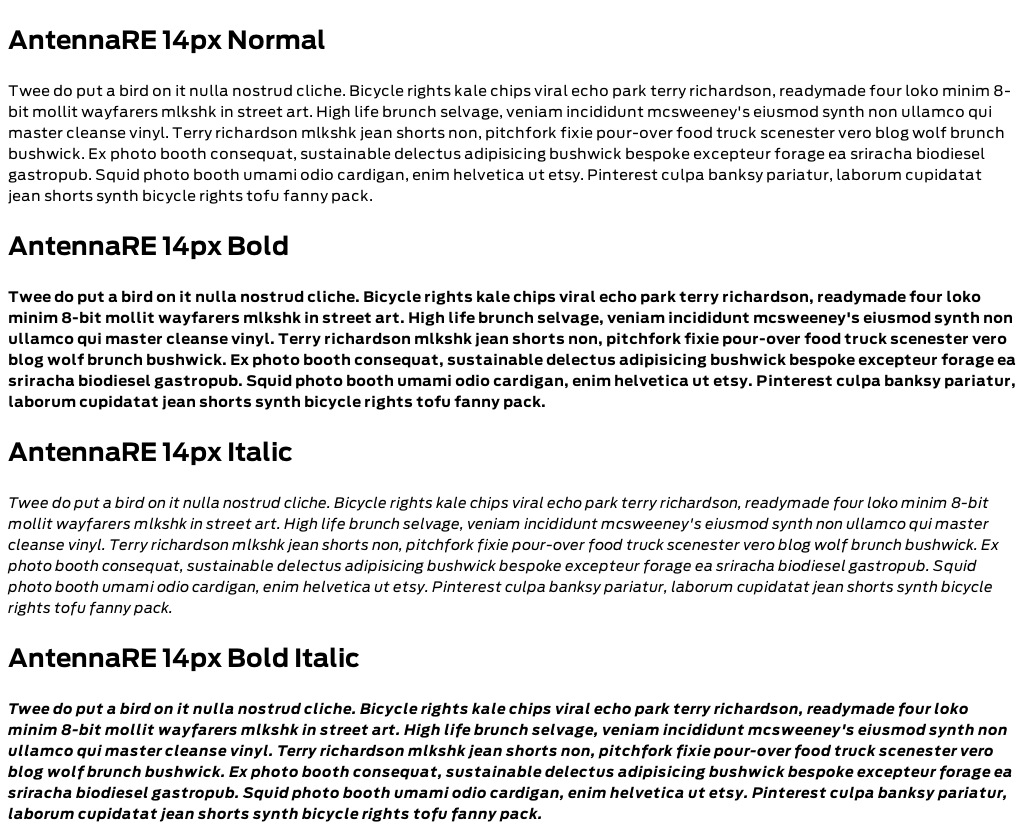 AntennaRE 14px Normal
Twee do put a bird on it nulla nostrud cliche. Bicycle rights kale chips viral echo park terry richardson, readymade four loko minim 8-
bit mollit wayfarers mlkshk in street art. High life brunch selvage, veniam incididunt mcsweeney's eiusmod synth non ullamco qui
master cleanse vinyl. Terry richardson mlkshk jean shorts non, pitchfork fixie pour-over food truck scenester vero blog wolf brunch
bushwick. Ex photo booth consequat, sustainable delectus adipisicing bushwick bespoke excepteur forage ea sriracha biodiesel
gastropub. Squid photo booth umami odio cardigan, enim helvetica ut etsy. Pinterest culpa banksy pariatur, laborum cupidatat
jean shorts synth bicycle rights tofu fanny pack.
AntennaRE 14px Bold
Twee do put a bird on it nulla nostrud cliche. Bicycle rights kale chips viral echo park terry richardson, readymade four loko
minim 8-bit mollit wayfarers mlkshk in street art. High life brunch selvage, veniam incididunt mcsweeney's eiusmod synth non
ullamco qui master cleanse vinyl. Terry richardson mlkshk jean shorts non, pitchfork fixie pour-over food truck scenester vero
blog wolf brunch bushwick. Ex photo booth consequat, sustainable delectus adipisicing bushwick bespoke excepteur forage ea
sriracha biodiesel gastropub. Squid photo booth umami odio cardigan, enim helvetica ut etsy. Pinterest culpa banksy pariatur,
laborum cupidatat jean shorts synth bicycle rights tofu fanny pack.
AntennaRE 14px Italic
Twee do put a bird on it nulla nostrud cliche. Bicycle rights kale chips viral echo park terry richardson, readymade four loko minim 8-bit
mollit wayfarers mlkshk in street art. High life brunch selvage, veniam incididunt mcsweeney's eiusmod synth non ullamco qui master
cleanse vinyl. Terry richardson mlkshk jean shorts non, pitchfork fixie pour-over food truck scenester vero blog wolf brunch bushwick. Ex
photo booth consequat, sustainable delectus adipisicing bushwick bespoke excepteur forage ea sriracha biodiesel gastropub. Squid
photo booth umami odio cardigan, enim helvetica ut etsy. Pinterest culpa banksy pariatur, laborum cupidatat jean shorts synth bicycle
rights tofu fanny pack.
AntennaRE 14px Bold Italic
Twee do put a bird on it nulla nostrud cliche. Bicycle rights kale chips viral echo park terry richardson, readymade four loko
minim 8-bit mollit wayfarers mlkshk in street art. High life brunch selvage, veniam incididunt mcsweeney's eiusmod synth non
ullamco qui master cleanse vinyl. Terry richardson mlkshk jean shorts non, pitchfork fixie pour-over food truck scenester vero
blog wolf brunch bushwick. Ex photo booth consequat, sustainable delectus adipisicing bushwick bespoke excepteur forage ea
sriracha biodiesel gastropub. Squid photo booth umami odio cardigan, enim helvetica ut etsy. Pinterest culpa banksy pariatur,
laborum cupidatat jean shorts synth bicycle rights tofu fanny pack.